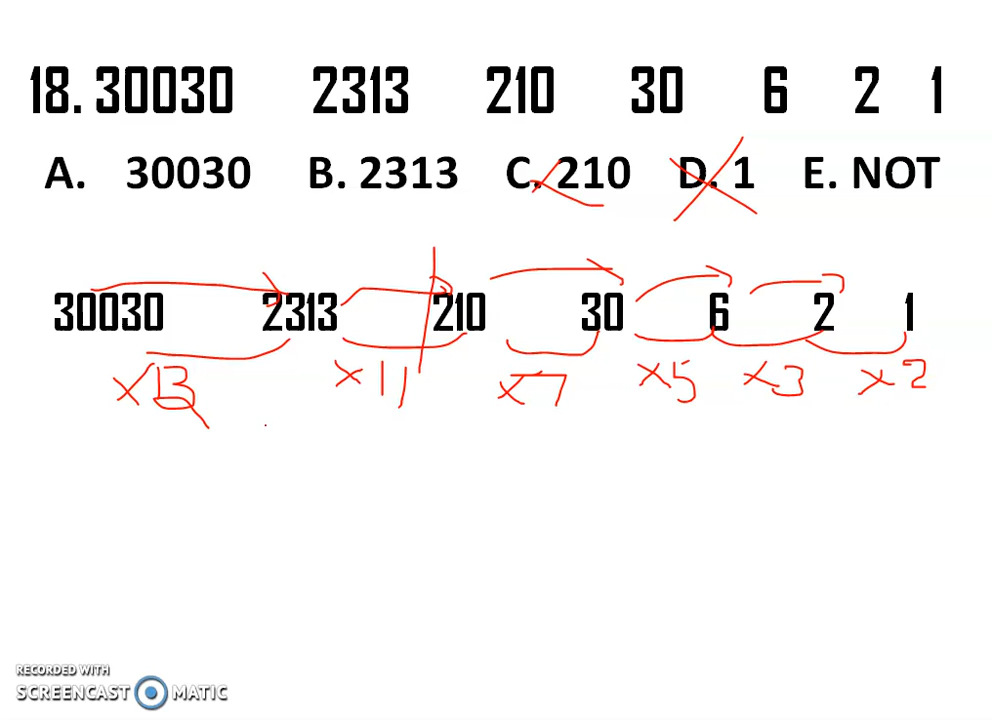 18. 30030 2313 210 30 6 2 1
A. 30030 B. 2313 C. 210 D. 1 E. NOT
30030 2313 210 30 6 2 1
×13 ×11 ×7 ×5 ×3 ×2
RECORDED WITH
SCREENCAST MATIC